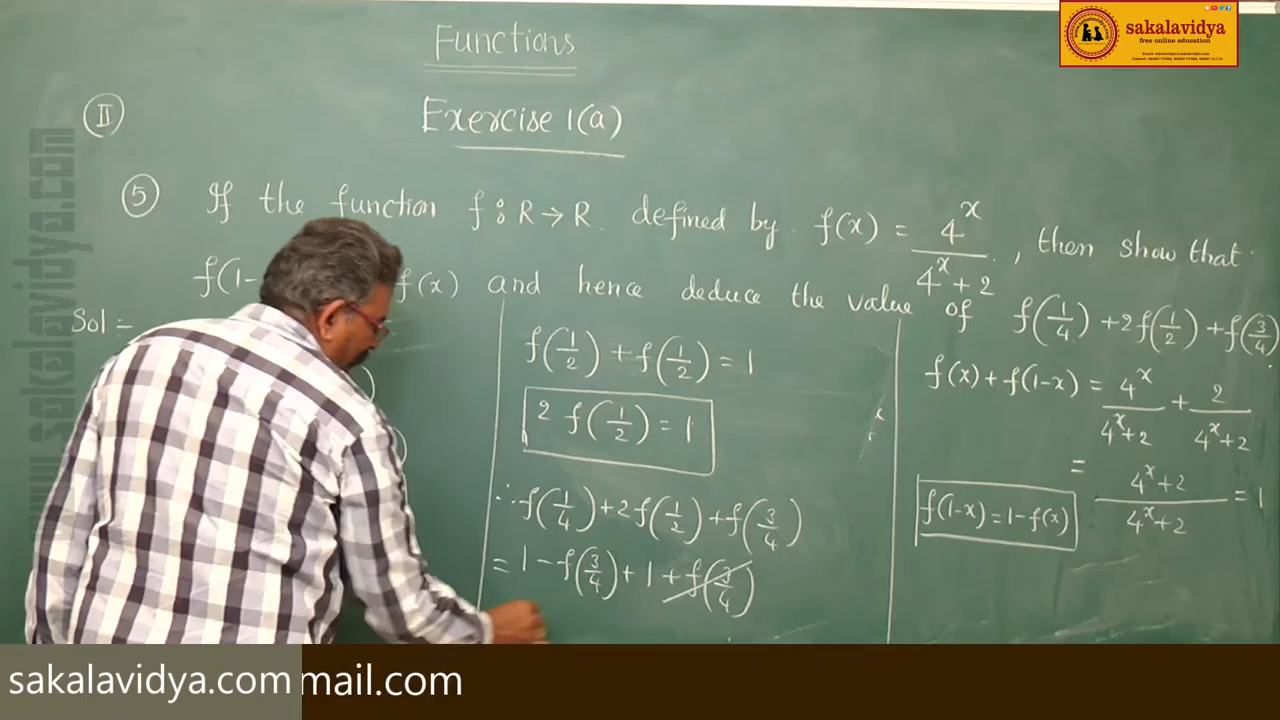 sakalavidya
free online education
Functions
II
Exercise 1(a)
5 If the function f : R → R defined by f(x) = 4^x / (4^x + 2), then show that
f(1- f(x) and hence deduce the value of f(1/4) + 2f(1/2) + f(3/4)
Sol :-
f(1/2) + f(1/2) = 1
2 f(1/2) = 1
∴ f(1/4) + 2f(1/2) + f(3/4)
= 1 - f(3/4) + 1 + f(3/4)
f(x) + f(1-x) = 4^x / (4^x+2) + 2 / (4^x+2)
= (4^x+2) / (4^x+2) = 1
f(1-x) = 1-f(x)
www.sakalavidya.com
sakalavidya.com mail.com